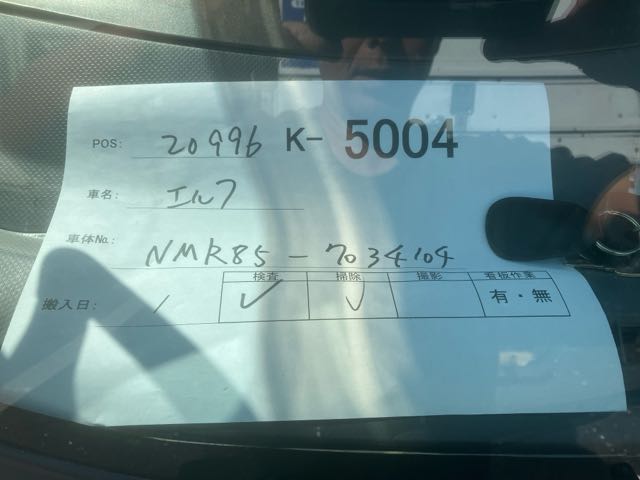 POS: 20996 K- 5004
車名: エルフ
車体No.: NMR85-7034104
検査 掃除 撮影 看板作業
搬入日: / ✓ ✓ 有・無